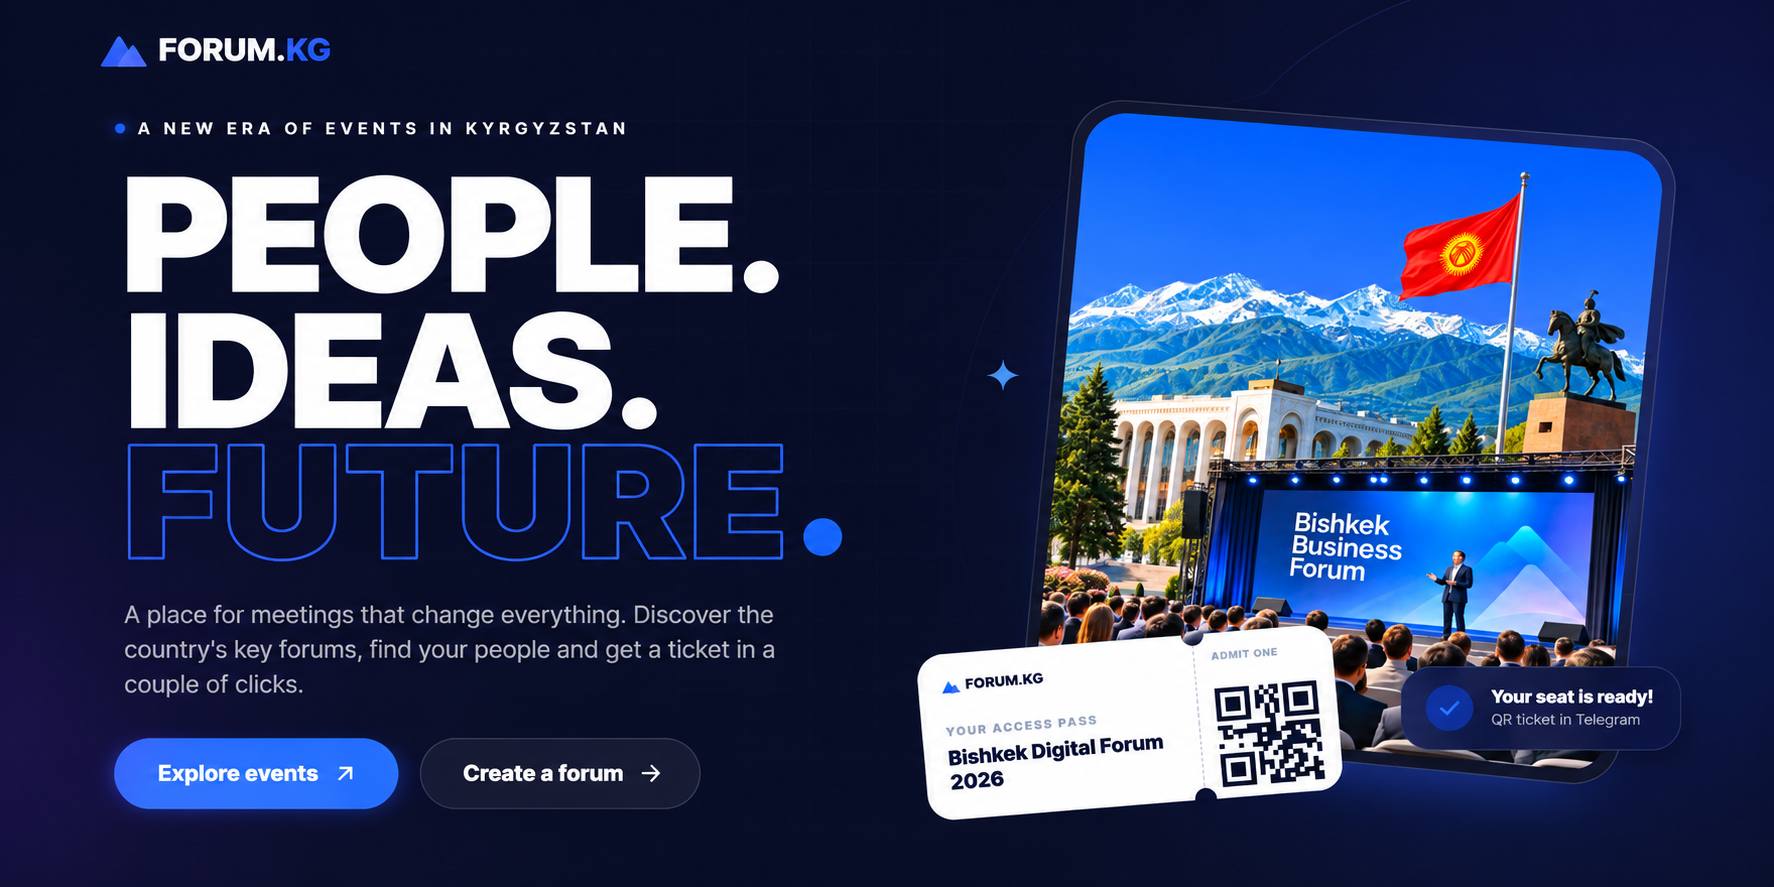 FORUM.KG
A NEW ERA OF EVENTS IN KYRGYZSTAN
PEOPLE.
IDEAS.
FUTURE.
A place for meetings that change everything. Discover the
country's key forums, find your people and get a ticket in a
couple of clicks.
Explore events
Create a forum
Bishkek
Business
Forum
FORUM.KG
YOUR ACCESS PASS
Bishkek Digital Forum
2026
ADMIT ONE
Your seat is ready!
QR ticket in Telegram